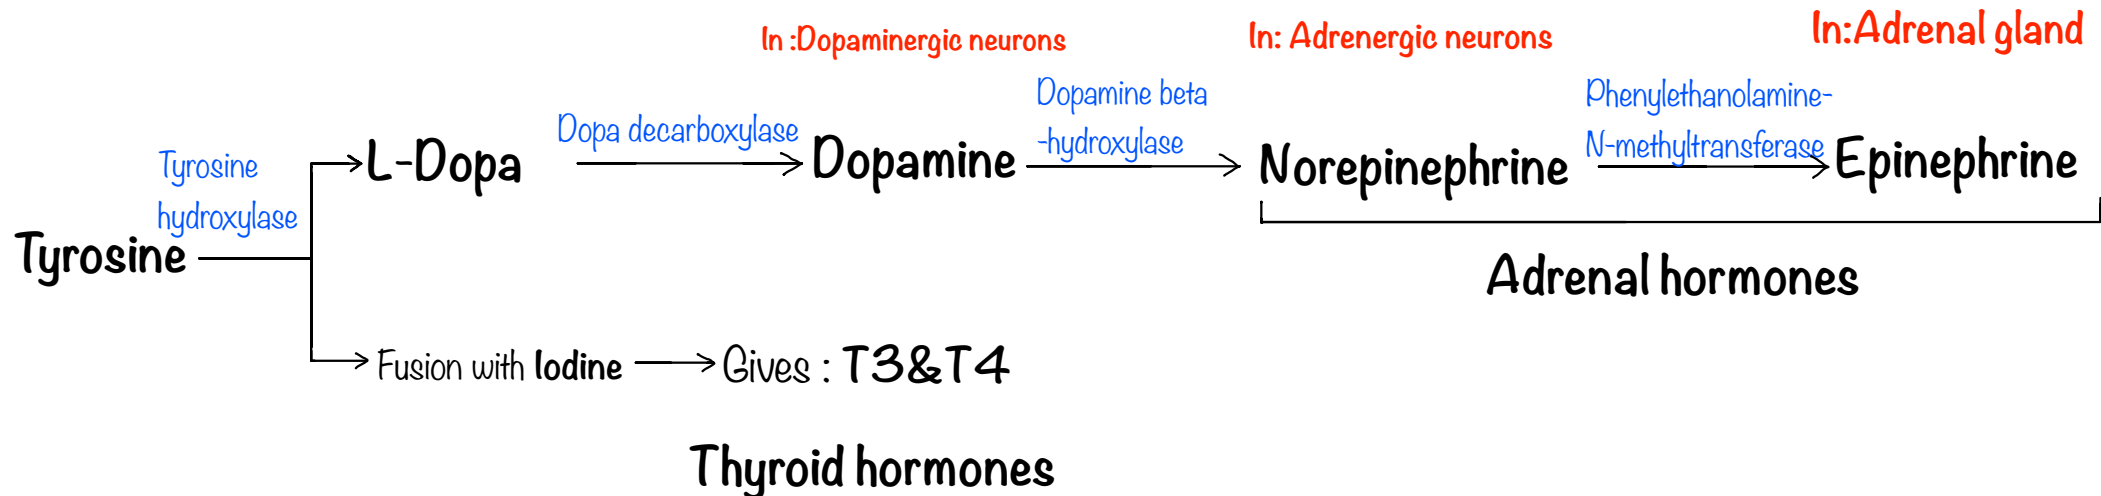 In :Dopaminergic neurons
In: Adrenergic neurons
In:Adrenal gland
Tyrosine
hydroxylase
Dopa decarboxylase
Dopamine beta
-hydroxylase
Phenylethanolamine-
N-methyltransferase
L-Dopa
Dopamine
Norepinephrine
Epinephrine
Tyrosine
Adrenal hormones
Fusion with Iodine
Gives : T3&T4
Thyroid hormones